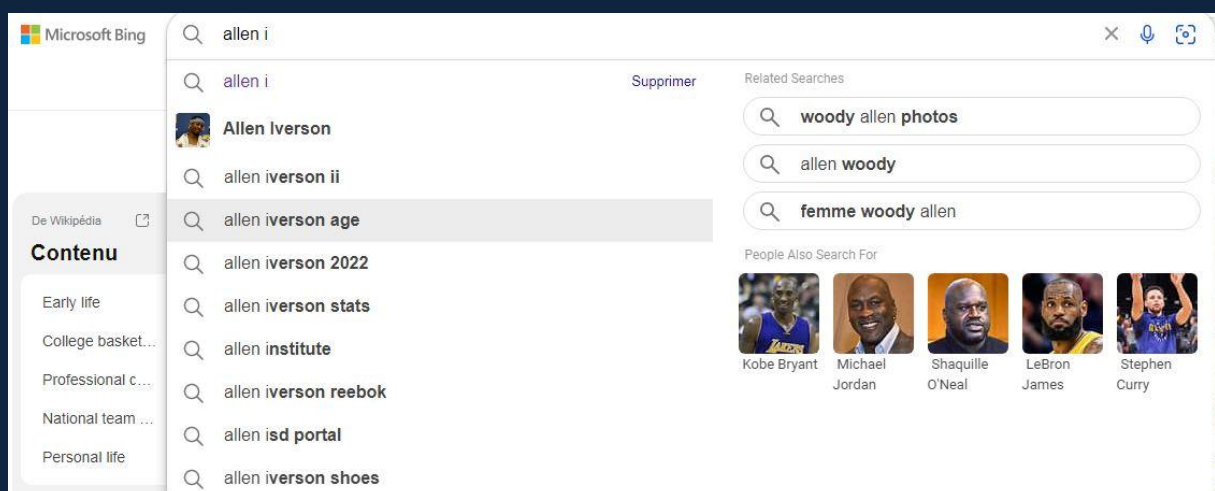 Microsoft Bing
allen i
allen i
Supprimer
Allen Iverson
allen iverson ii
allen iverson age
allen iverson 2022
allen iverson stats
allen institute
allen iverson reebok
allen isd portal
allen iverson shoes
De Wikipédia
Contenu
Early life
College basket...
Professional c...
National team ...
Personal life
Related Searches
woody allen photos
allen woody
femme woody allen
People Also Search For
LAKERS
Kobe Bryant
Michael
Jordan
Shaquille
O'Neal
LeBron
James
Stephen
Curry